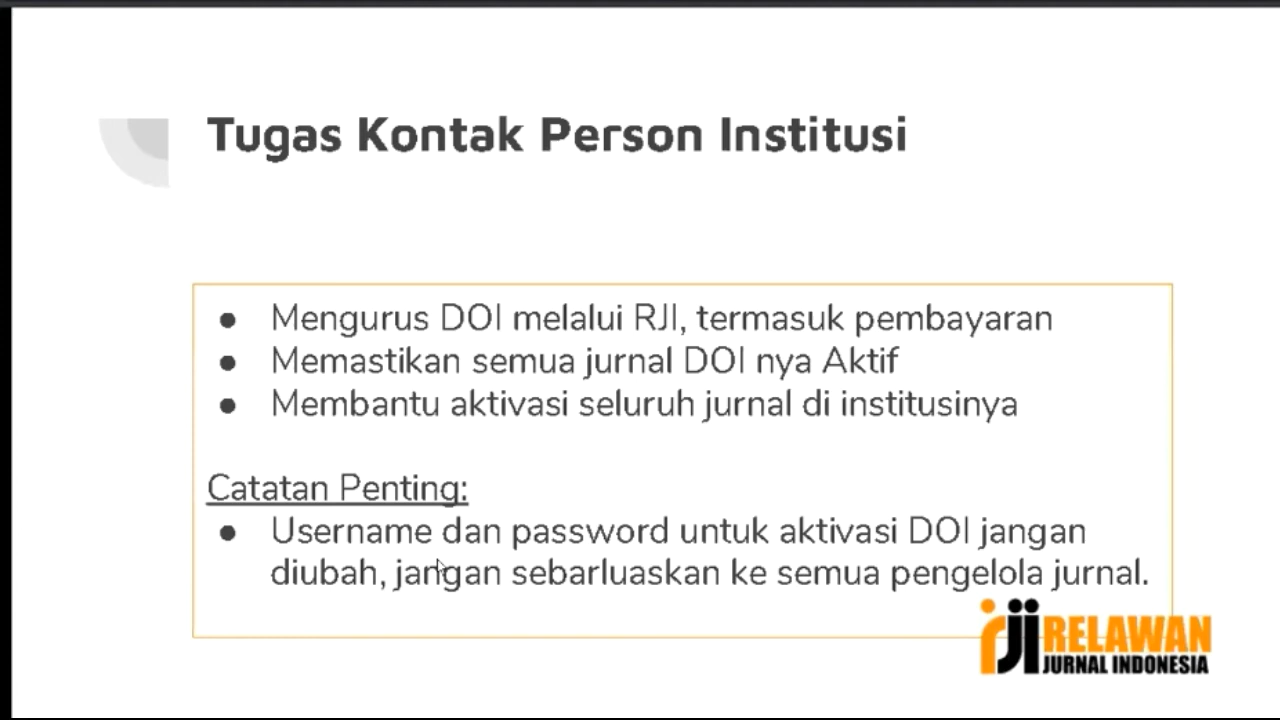 Tugas Kontak Person Institusi
● Mengurus DOI melalui RJI, termasuk pembayaran
● Memastikan semua jurnal DOI nya Aktif
● Membantu aktivasi seluruh jurnal di institusinya
Catatan Penting:
● Username dan password untuk aktivasi DOI jangan
diubah, jangan sebarluaskan ke semua pengelola jurnal.
rji RELAWAN
JURNAL INDONESIA